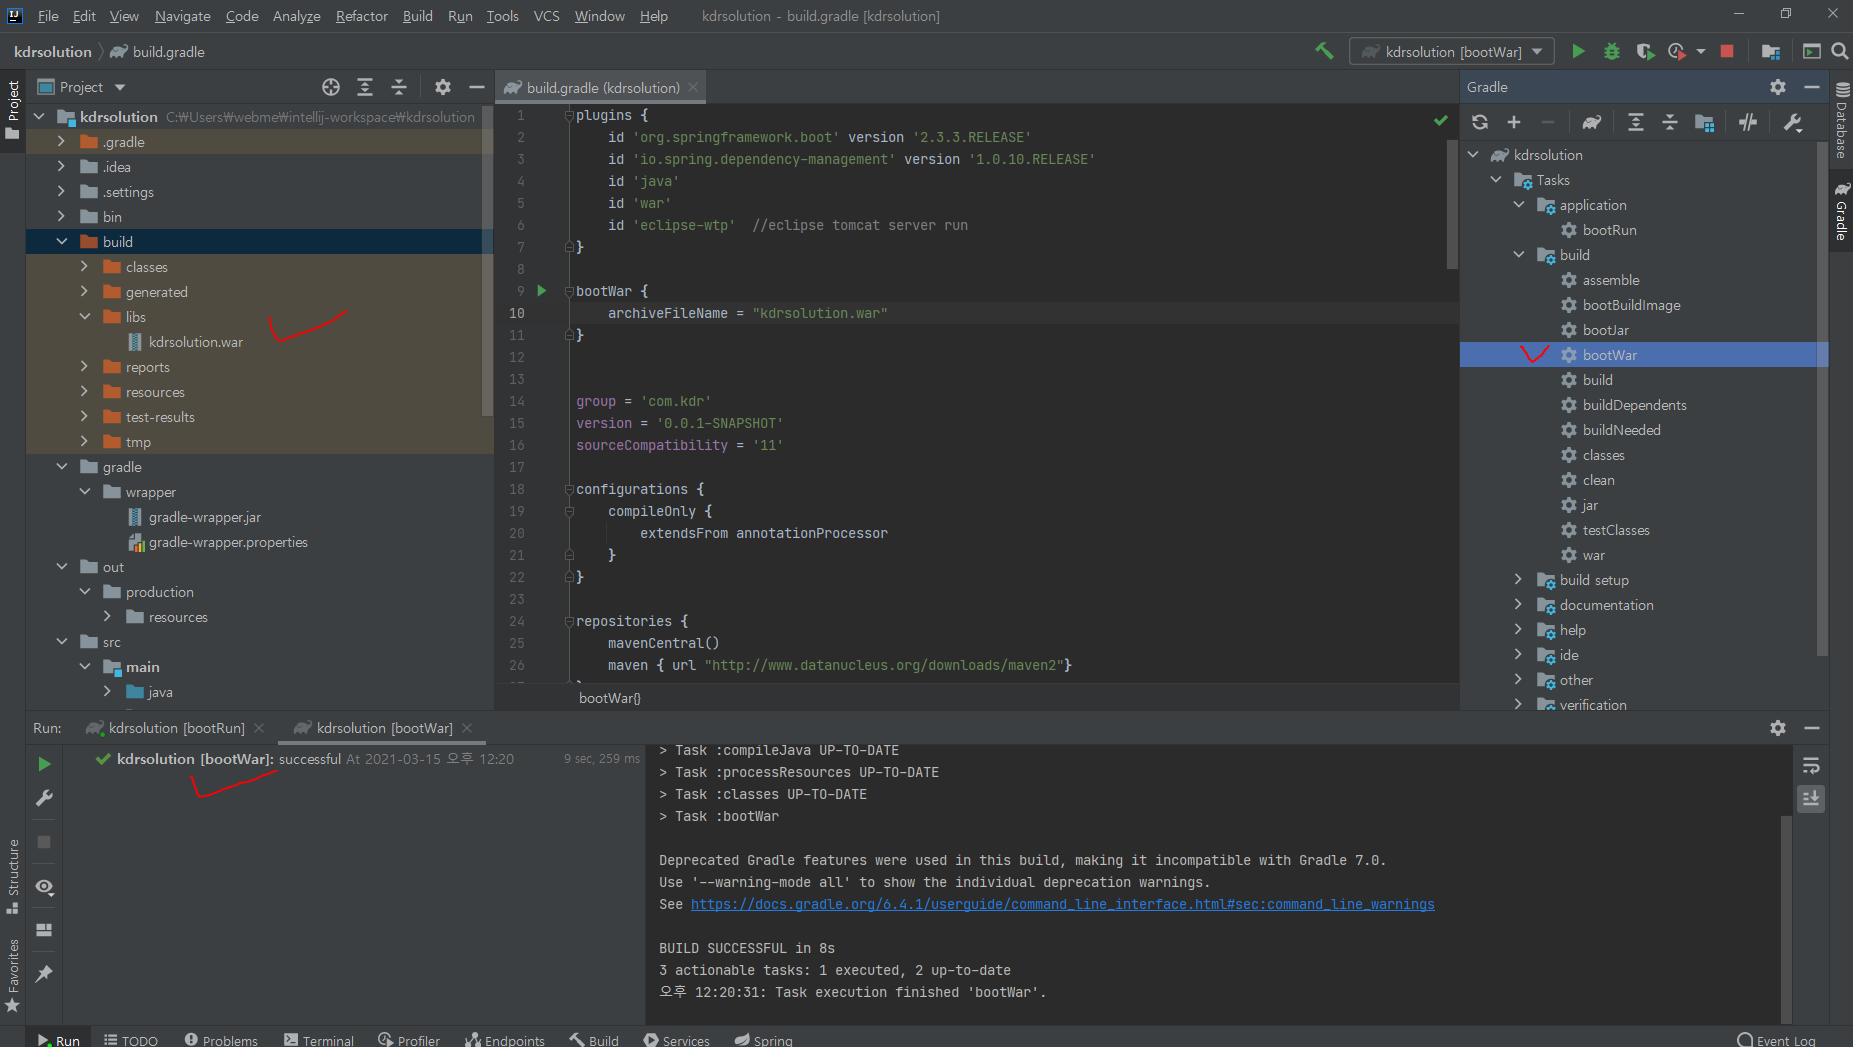 File Edit View Navigate Code Analyze Refactor Build Run Tools VCS Window Help kdrsolution - build.gradle [kdrsolution]
kdrsolution build.gradle kdrsolution [bootWar]
Project
Project
build.gradle (kdrsolution)
Gradle
kdrsolution C:₩Users₩webme₩intellij-workspace₩kdrsolution
.gradle
.idea
.settings
bin
build
classes
generated
libs
kdrsolution.war
reports
resources
test-results
tmp
gradle
wrapper
gradle-wrapper.jar
gradle-wrapper.properties
out
production
resources
src
main
java
1 plugins {
2 id 'org.springframework.boot' version '2.3.3.RELEASE'
3 id 'io.spring.dependency-management' version '1.0.10.RELEASE'
4 id 'java'
5 id 'war'
6 id 'eclipse-wtp' //eclipse tomcat server run
7 }
8
9 bootWar {
10 archiveFileName = "kdrsolution.war"
11 }
12
13
14 group = 'com.kdr'
15 version = '0.0.1-SNAPSHOT'
16 sourceCompatibility = '11'
17
18 configurations {
19 compileOnly {
20 extendsFrom annotationProcessor
21 }
22 }
23
24 repositories {
25 mavenCentral()
26 maven { url "http://www.datanucleus.org/downloads/maven2"}
bootWar{}
kdrsolution
Tasks
application
bootRun
build
assemble
bootBuildImage
bootJar
bootWar
build
buildDependents
buildNeeded
classes
clean
jar
testClasses
war
build setup
documentation
help
ide
other
verification
Database
Gradle
Run: kdrsolution [bootRun] kdrsolution [bootWar]
kdrsolution [bootWar]: successful At 2021-03-15 오후 12:20 9 sec, 259 ms
> Task :compileJava UP-TO-DATE
> Task :processResources UP-TO-DATE
> Task :classes UP-TO-DATE
> Task :bootWar
Deprecated Gradle features were used in this build, making it incompatible with Gradle 7.0.
Use '--warning-mode all' to show the individual deprecation warnings.
See https://docs.gradle.org/6.4.1/userguide/command_line_interface.html#sec:command_line_warnings
BUILD SUCCESSFUL in 8s
3 actionable tasks: 1 executed, 2 up-to-date
오후 12:20:31: Task execution finished 'bootWar'.
Structure
Favorites
Run TODO Problems Terminal Profiler Endpoints Build Services Spring Event Log